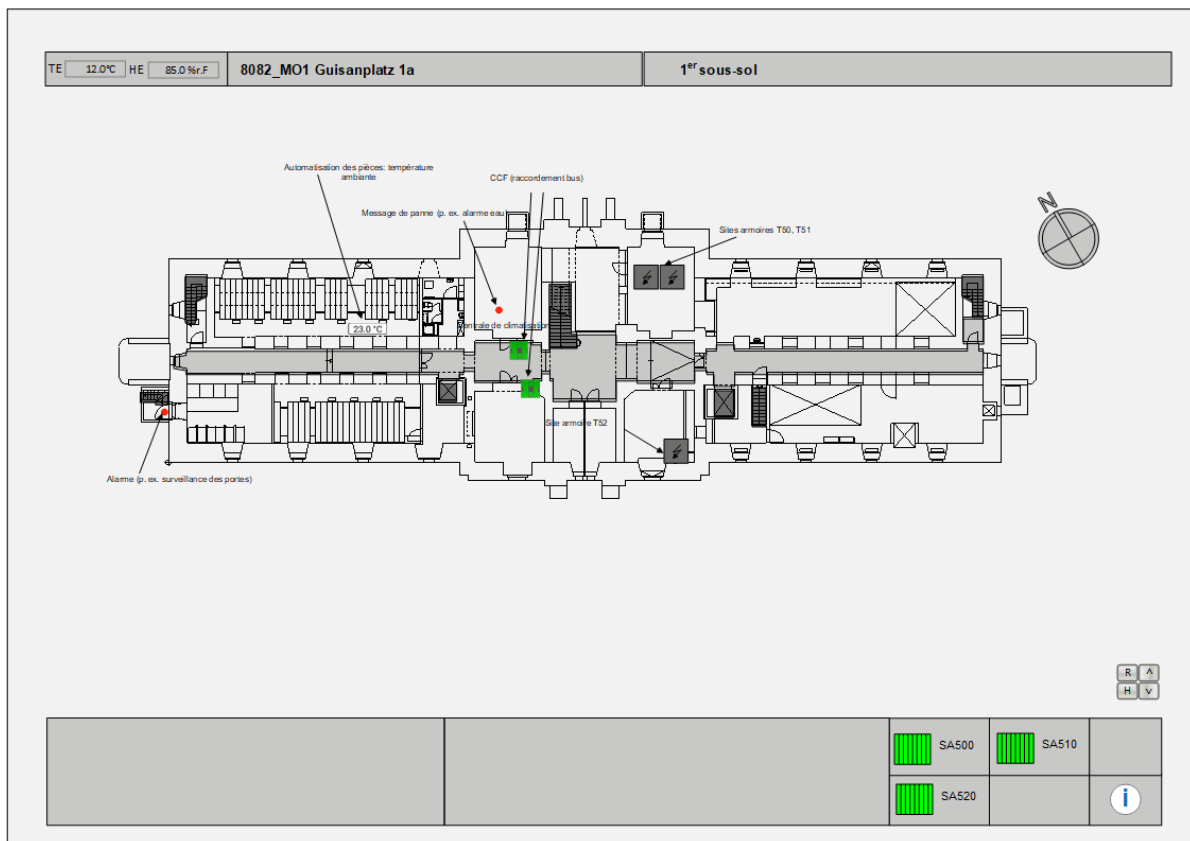 TE 12.0°C HE 85.0 %r.F 8082_MO1 Guisanplatz 1a 1er sous-sol
Automatisation des pièces: température
ambiante
CCF (raccordement bus)
N
Message de panne (p. ex. alarme eau)
Sites armoires T50, T51
23.0 °C
entrale de climatisation
Site armoire T52
Alarme (p. ex. surveillance des portes)
R ^
H v
SA500 SA510
SA520
i